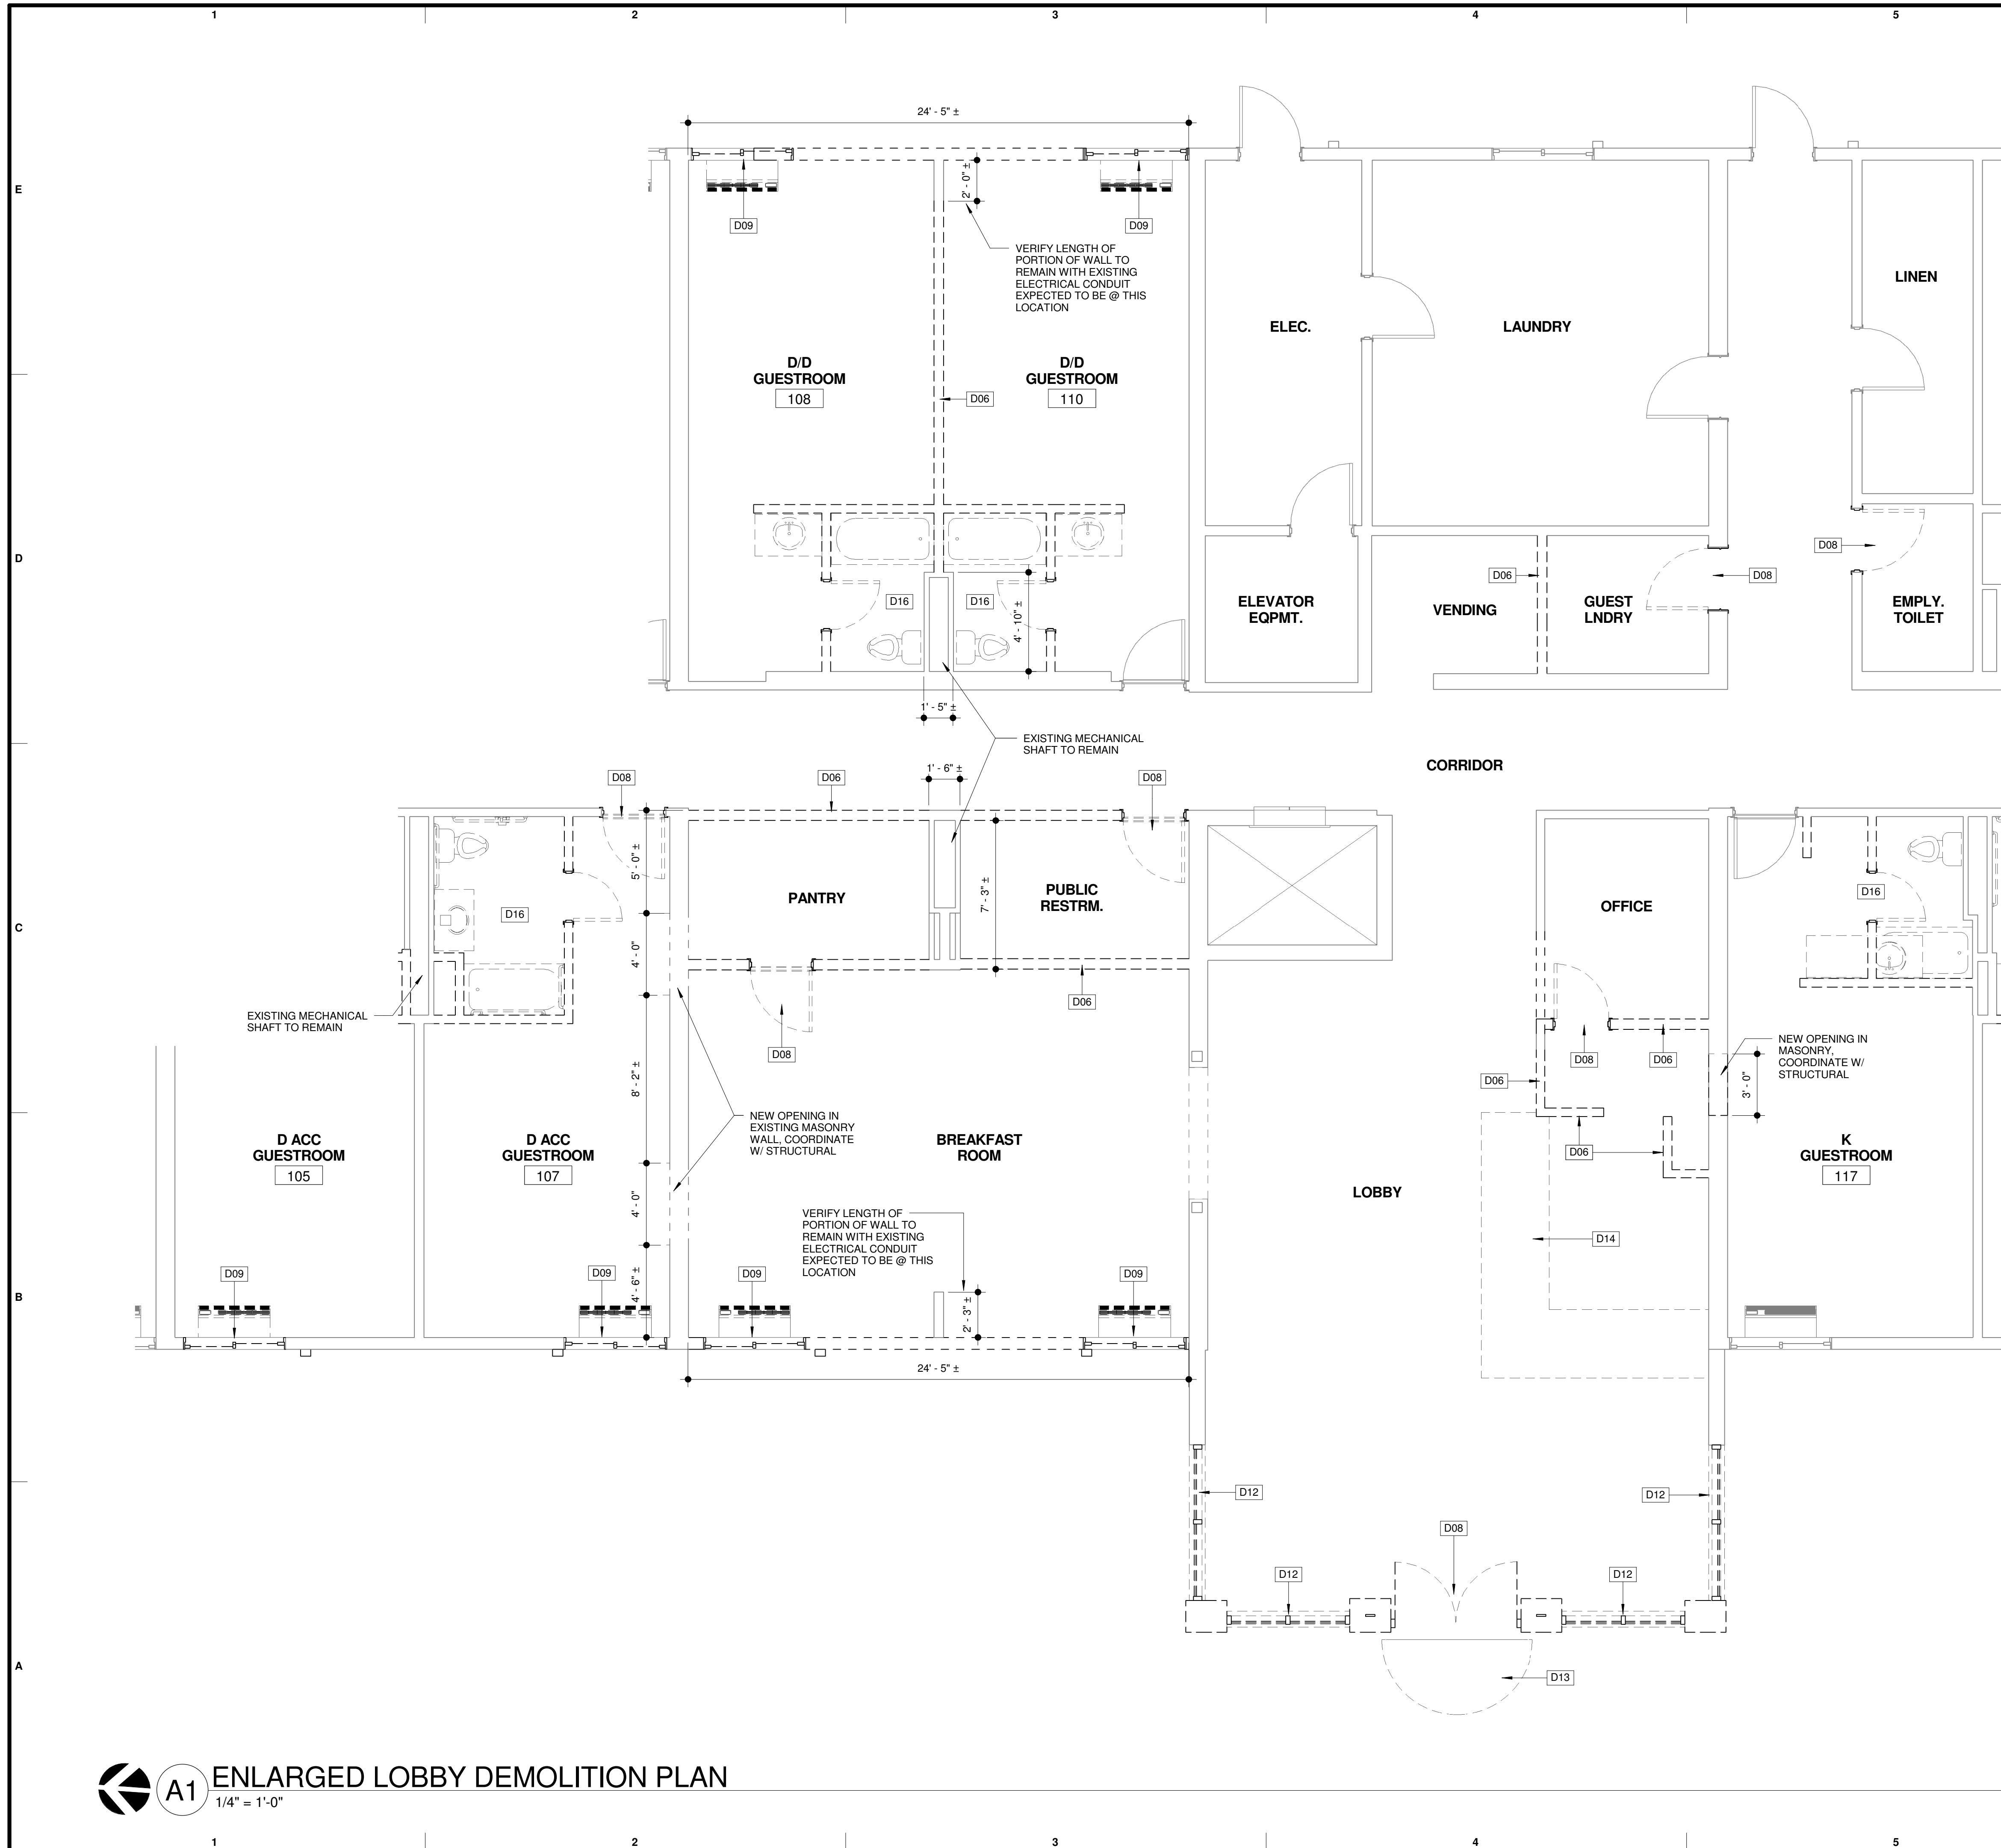 1
2
3
4
5
E
D
C
B
A
24' - 5" ±
2' - 0" ±
D09
D09
VERIFY LENGTH OF
PORTION OF WALL TO
REMAIN WITH EXISTING
ELECTRICAL CONDUIT
EXPECTED TO BE @ THIS
LOCATION
LINEN
ELEC.
LAUNDRY
D/D
GUESTROOM
108
D/D
GUESTROOM
110
D06
D08
D06
D08
D16
D16
4' - 10" ±
ELEVATOR
EQPMT.
VENDING
GUEST
LNDRY
EMPLY.
TOILET
1' - 5" ±
EXISTING MECHANICAL
SHAFT TO REMAIN
CORRIDOR
D08
D06
1' - 6" ±
D08
5' - 0" ±
PANTRY
7' - 3" ±
PUBLIC
RESTRM.
OFFICE
D16
D16
4' - 0"
D06
EXISTING MECHANICAL
SHAFT TO REMAIN
D08
D08
D06
NEW OPENING IN
MASONRY,
COORDINATE W/
STRUCTURAL
3' - 0"
8' - 2" ±
D06
NEW OPENING IN
EXISTING MASONRY
WALL, COORDINATE
W/ STRUCTURAL
D ACC
GUESTROOM
105
D ACC
GUESTROOM
107
BREAKFAST
ROOM
D06
K
GUESTROOM
117
LOBBY
4' - 0"
VERIFY LENGTH OF
PORTION OF WALL TO
REMAIN WITH EXISTING
ELECTRICAL CONDUIT
EXPECTED TO BE @ THIS
LOCATION
D14
D09
D09
D09
D09
4' - 6" ±
2' - 3" ±
24' - 5" ±
D12
D12
D08
D12
D12
D13
A1
ENLARGED LOBBY DEMOLITION PLAN
1/4" = 1'-0"
1
2
3
4
5